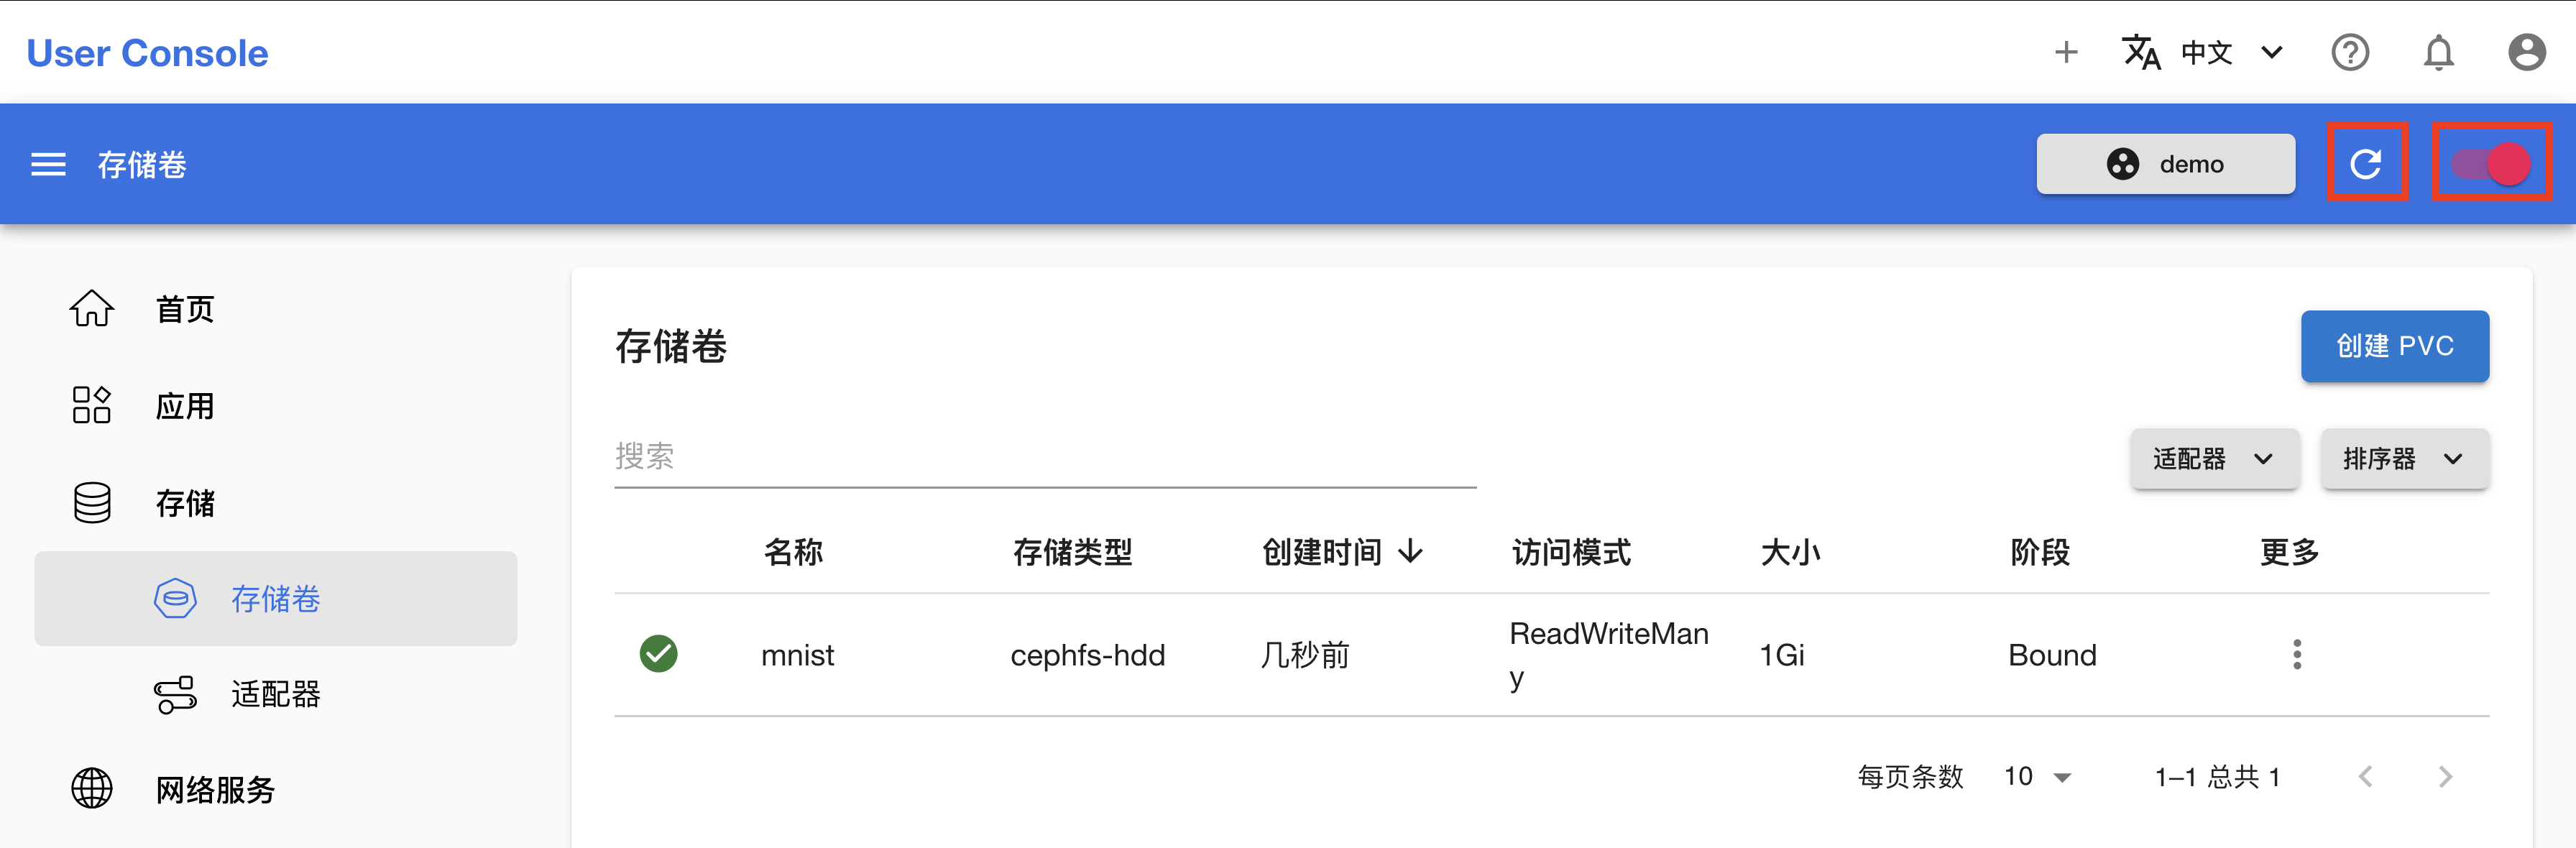 User Console
中文
存储卷
demo
首页
应用
存储
存储卷
适配器
网络服务
存储卷
创建 PVC
搜索
适配器
排序器
名称 存储类型 创建时间 访问模式 大小 阶段 更多
mnist cephfs-hdd 几秒前 ReadWriteMan
y
1Gi Bound
每页条数 10 1–1 总共 1